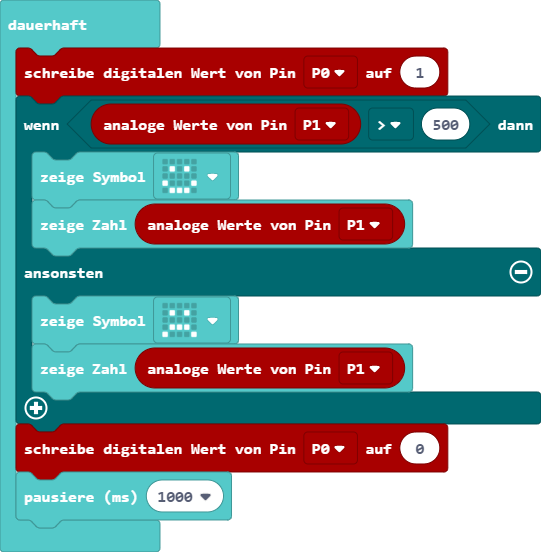 dauerhaft
schreibe digitalen Wert von Pin P0 auf 1
wenn analoge Werte von Pin P1 > 500 dann
zeige Symbol
zeige Zahl analoge Werte von Pin P1
ansonsten
zeige Symbol
zeige Zahl analoge Werte von Pin P1
schreibe digitalen Wert von Pin P0 auf 0
pausiere (ms) 1000